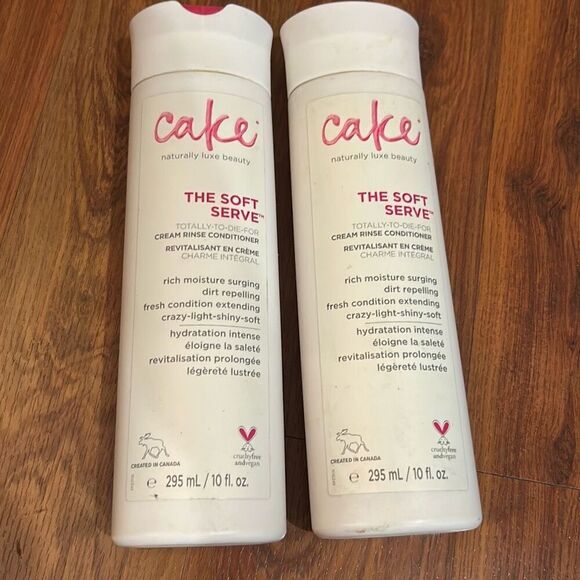 cake
naturally luxe beauty
THE SOFT
SERVE™
TOTALLY-TO-DIE-FOR
CREAM RINSE CONDITIONER
REVITALISANT EN CRÈME
CHARME INTÉGRAL
rich moisture surging
dirt repelling
fresh condition extending
crazy-light-shiny-soft
hydratation intense
éloigne la saleté
revitalisation prolongée
légèreté lustrée
CREATED IN CANADA
crueltyfree
andvegan
e 295 mL / 10 fl. oz.
cake
naturally luxe beauty
THE SOFT
SERVE™
TOTALLY-TO-DIE-FOR
CREAM RINSE CONDITIONER
REVITALISANT EN CRÈME
CHARME INTÉGRAL
rich moisture surging
dirt repelling
fresh condition extending
crazy-light-shiny-soft
hydratation intense
éloigne la saleté
revitalisation prolongée
légèreté lustrée
CREATED IN CANADA
crueltyfree
andvegan
e 295 mL / 10 fl. oz.